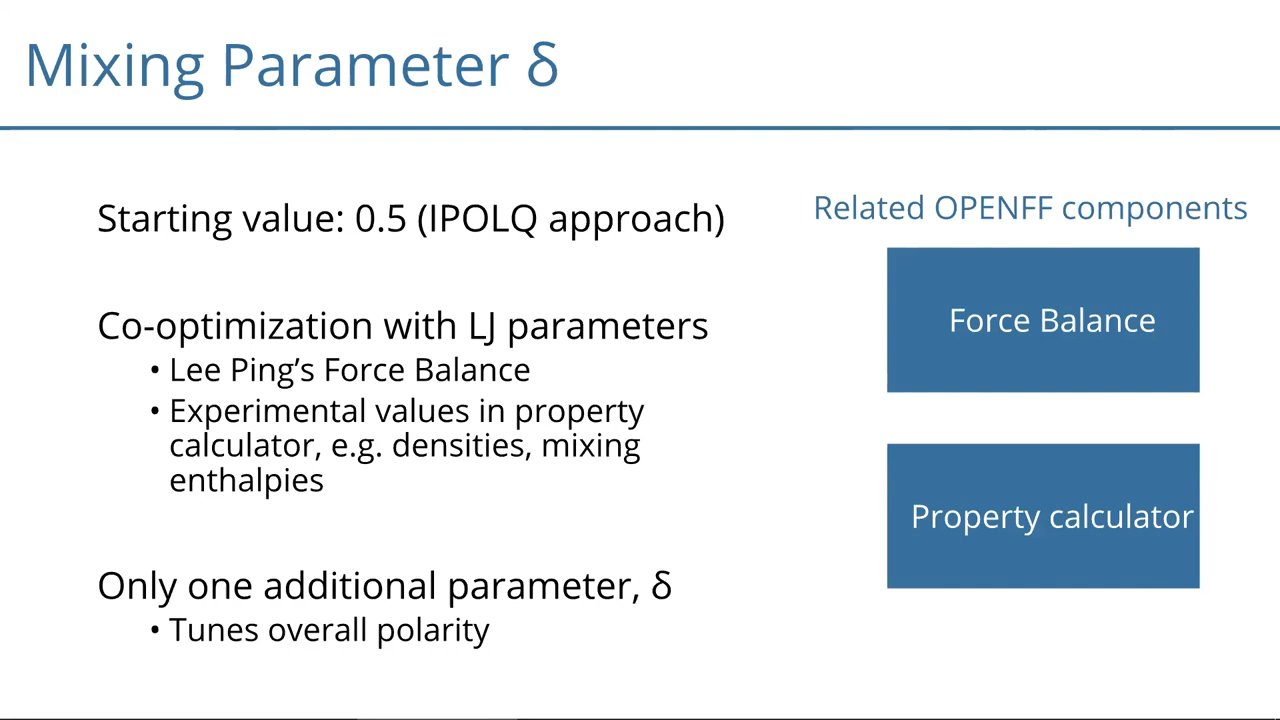 Mixing Parameter δ
Starting value: 0.5 (IPOLQ approach)
Co-optimization with LJ parameters
• Lee Ping’s Force Balance
• Experimental values in property
calculator, e.g. densities, mixing
enthalpies
Only one additional parameter, δ
• Tunes overall polarity
Related OPENFF components
Force Balance
Property calculator